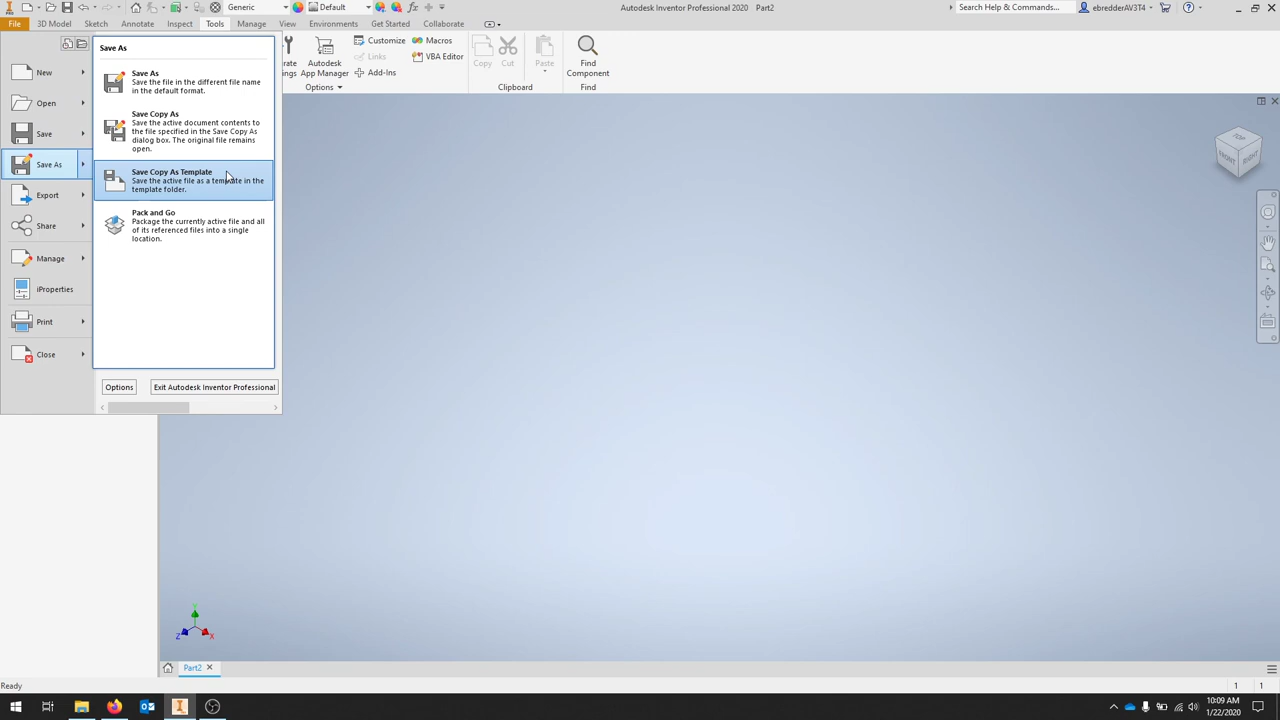 Generic
Default
Autodesk Inventor Professional 2020 Part2
Search Help & Commands...
ebredderAV3T4
File
3D Model
Sketch
Annotate
Inspect
Tools
Manage
View
Environments
Get Started
Collaborate
Save As
Save As
Save the file in the different file name
in the default format.
Save Copy As
Save the active document contents to
the file specified in the Save Copy As
dialog box. The original file remains
open.
Save Copy As Template
Save the active file as a template in the
template folder.
Pack and Go
Package the currently active file and all
of its referenced files into a single
location.
New
Open
Save
Save As
Export
Share
Manage
iProperties
Print
Close
Options
Exit Autodesk Inventor Professional
Autodesk
App Manager
Customize
Links
Add-Ins
Macros
VBA Editor
Options
Copy
Cut
Paste
Clipboard
Find
Component
Find
TOP
FRONT
RIGHT
Y
Z
X
Part2
Ready
1
1
10:09 AM
1/22/2020